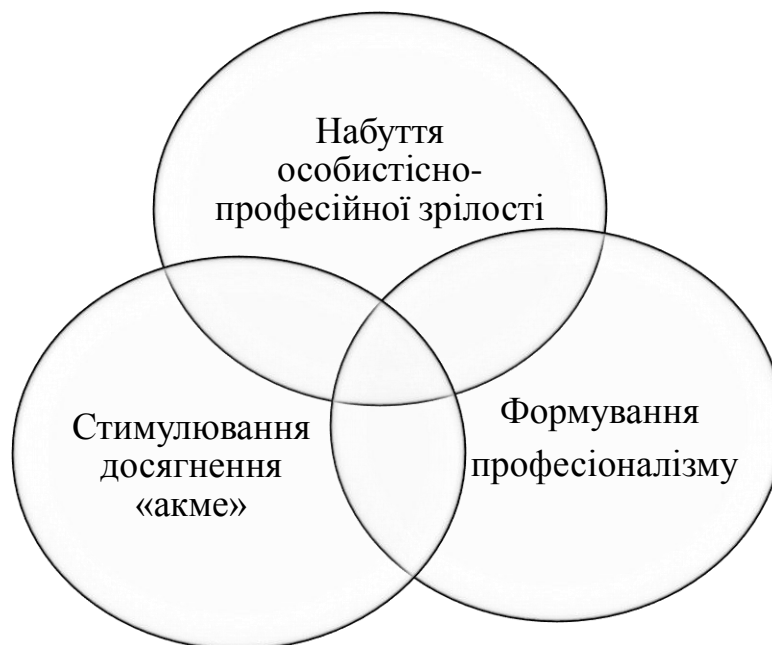 Набуття
особистісно-
професійної зрілості
Стимулювання
досягнення
«акме»
Формування
професіоналізму